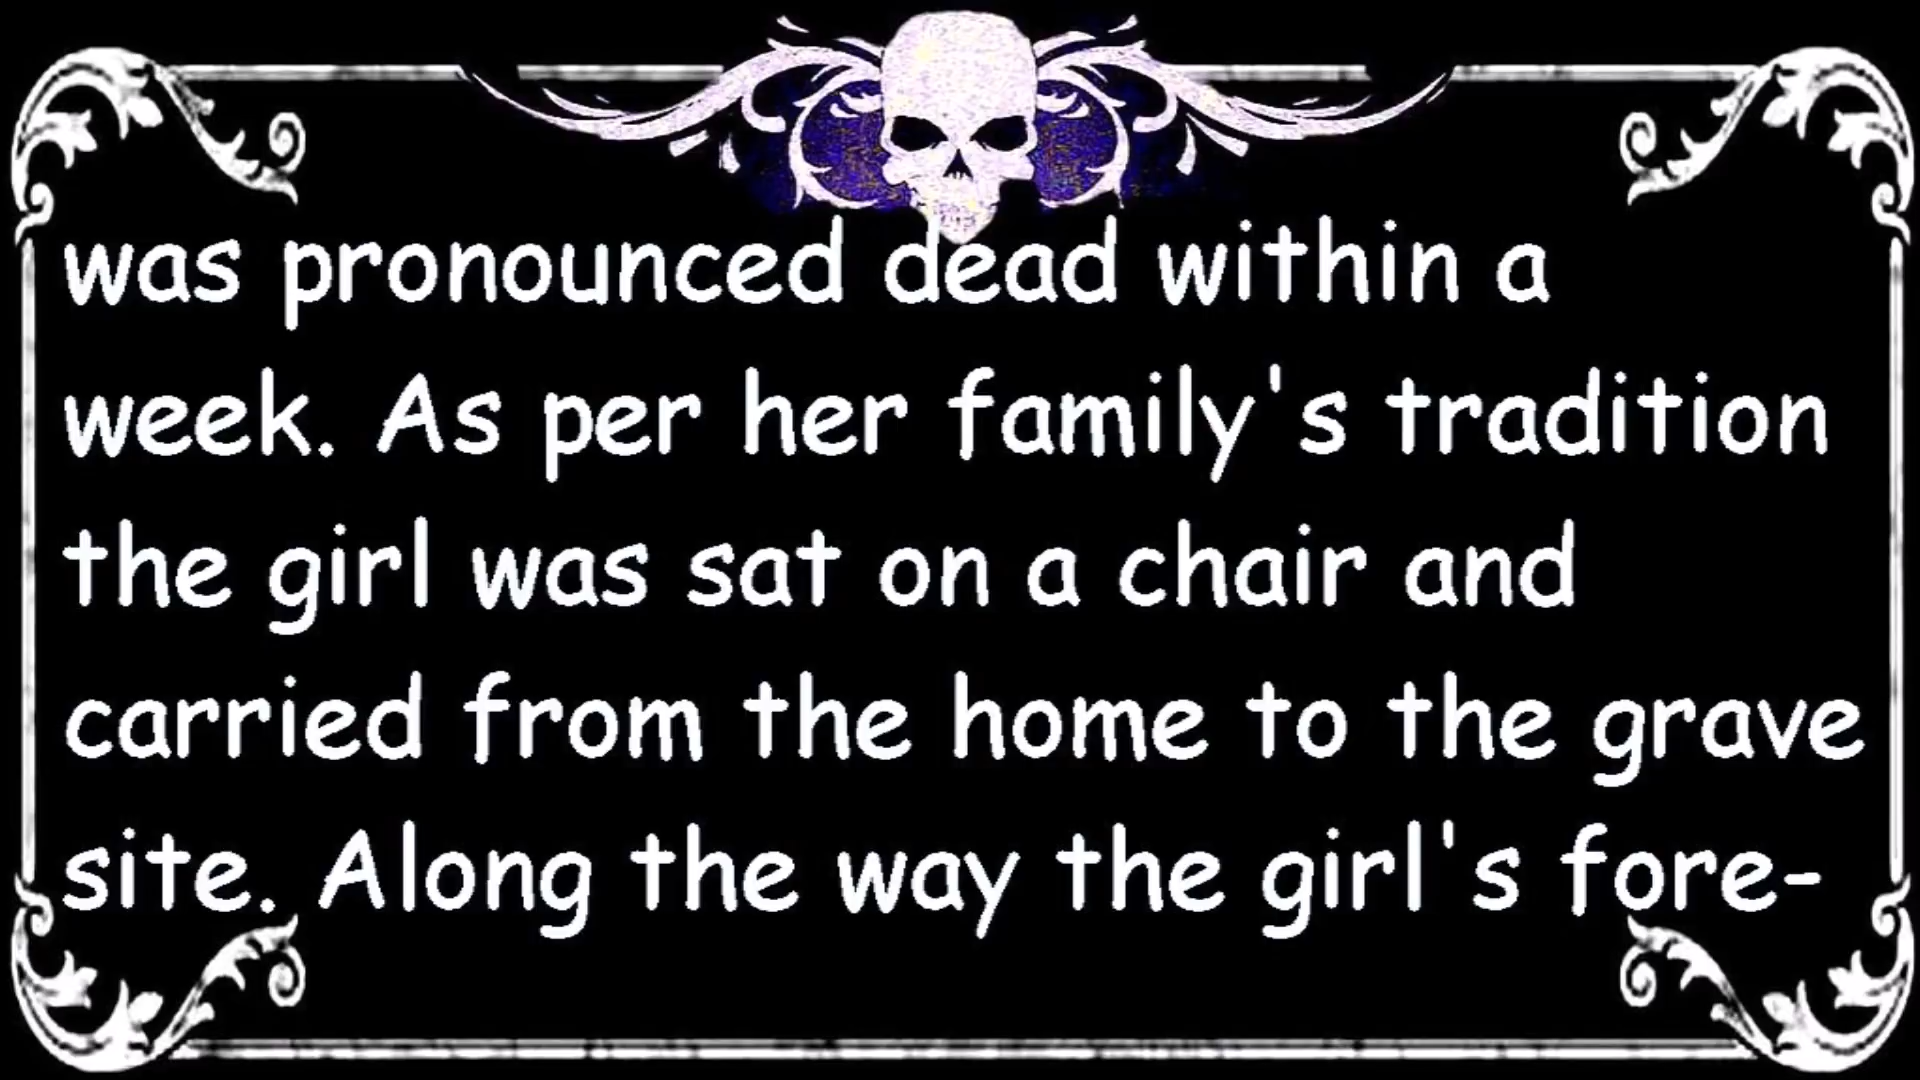 was pronounced dead within a
week. As per her family's tradition
the girl was sat on a chair and
carried from the home to the grave
site. Along the way the girl's fore-